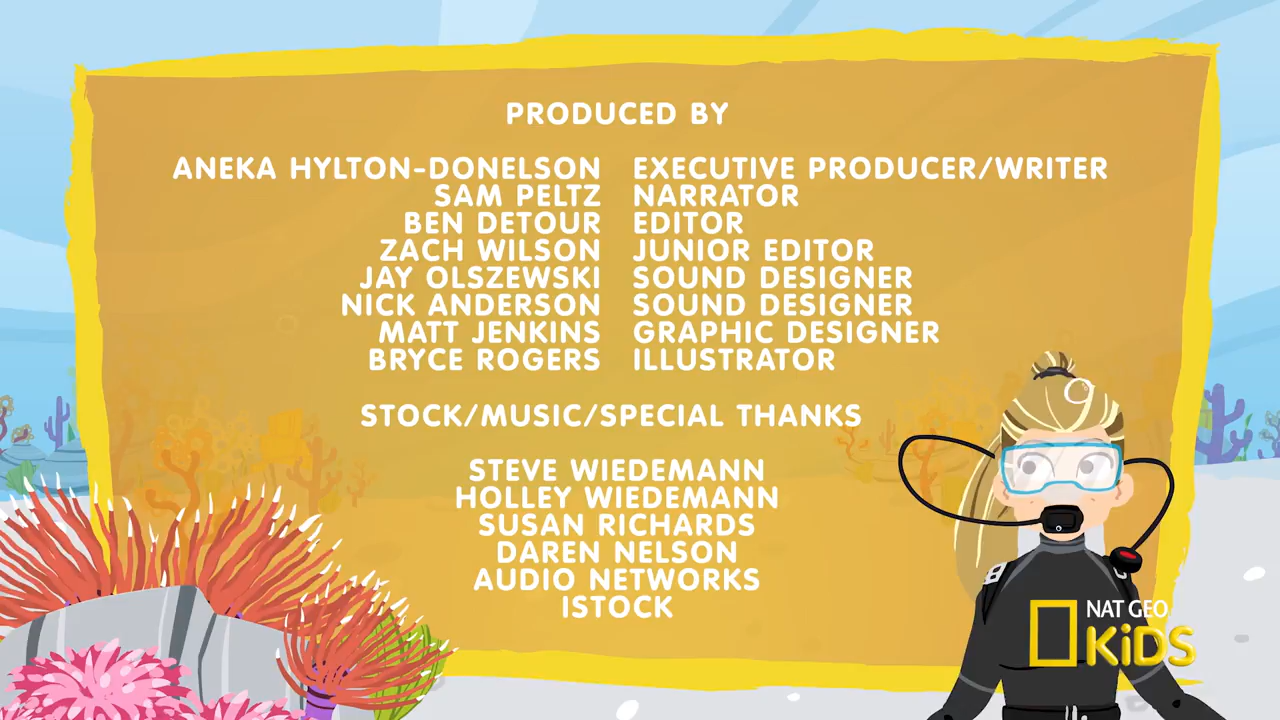 PRODUCED BY
ANEKA HYLTON-DONELSON EXECUTIVE PRODUCER/WRITER
SAM PELTZ NARRATOR
BEN DETOUR EDITOR
ZACH WILSON JUNIOR EDITOR
JAY OLSZEWSKI SOUND DESIGNER
NICK ANDERSON SOUND DESIGNER
MATT JENKINS GRAPHIC DESIGNER
BRYCE ROGERS ILLUSTRATOR
STOCK/MUSIC/SPECIAL THANKS
STEVE WIEDEMANN
HOLLEY WIEDEMANN
SUSAN RICHARDS
DAREN NELSON
AUDIO NETWORKS
ISTOCK
NAT GEO
KiDS